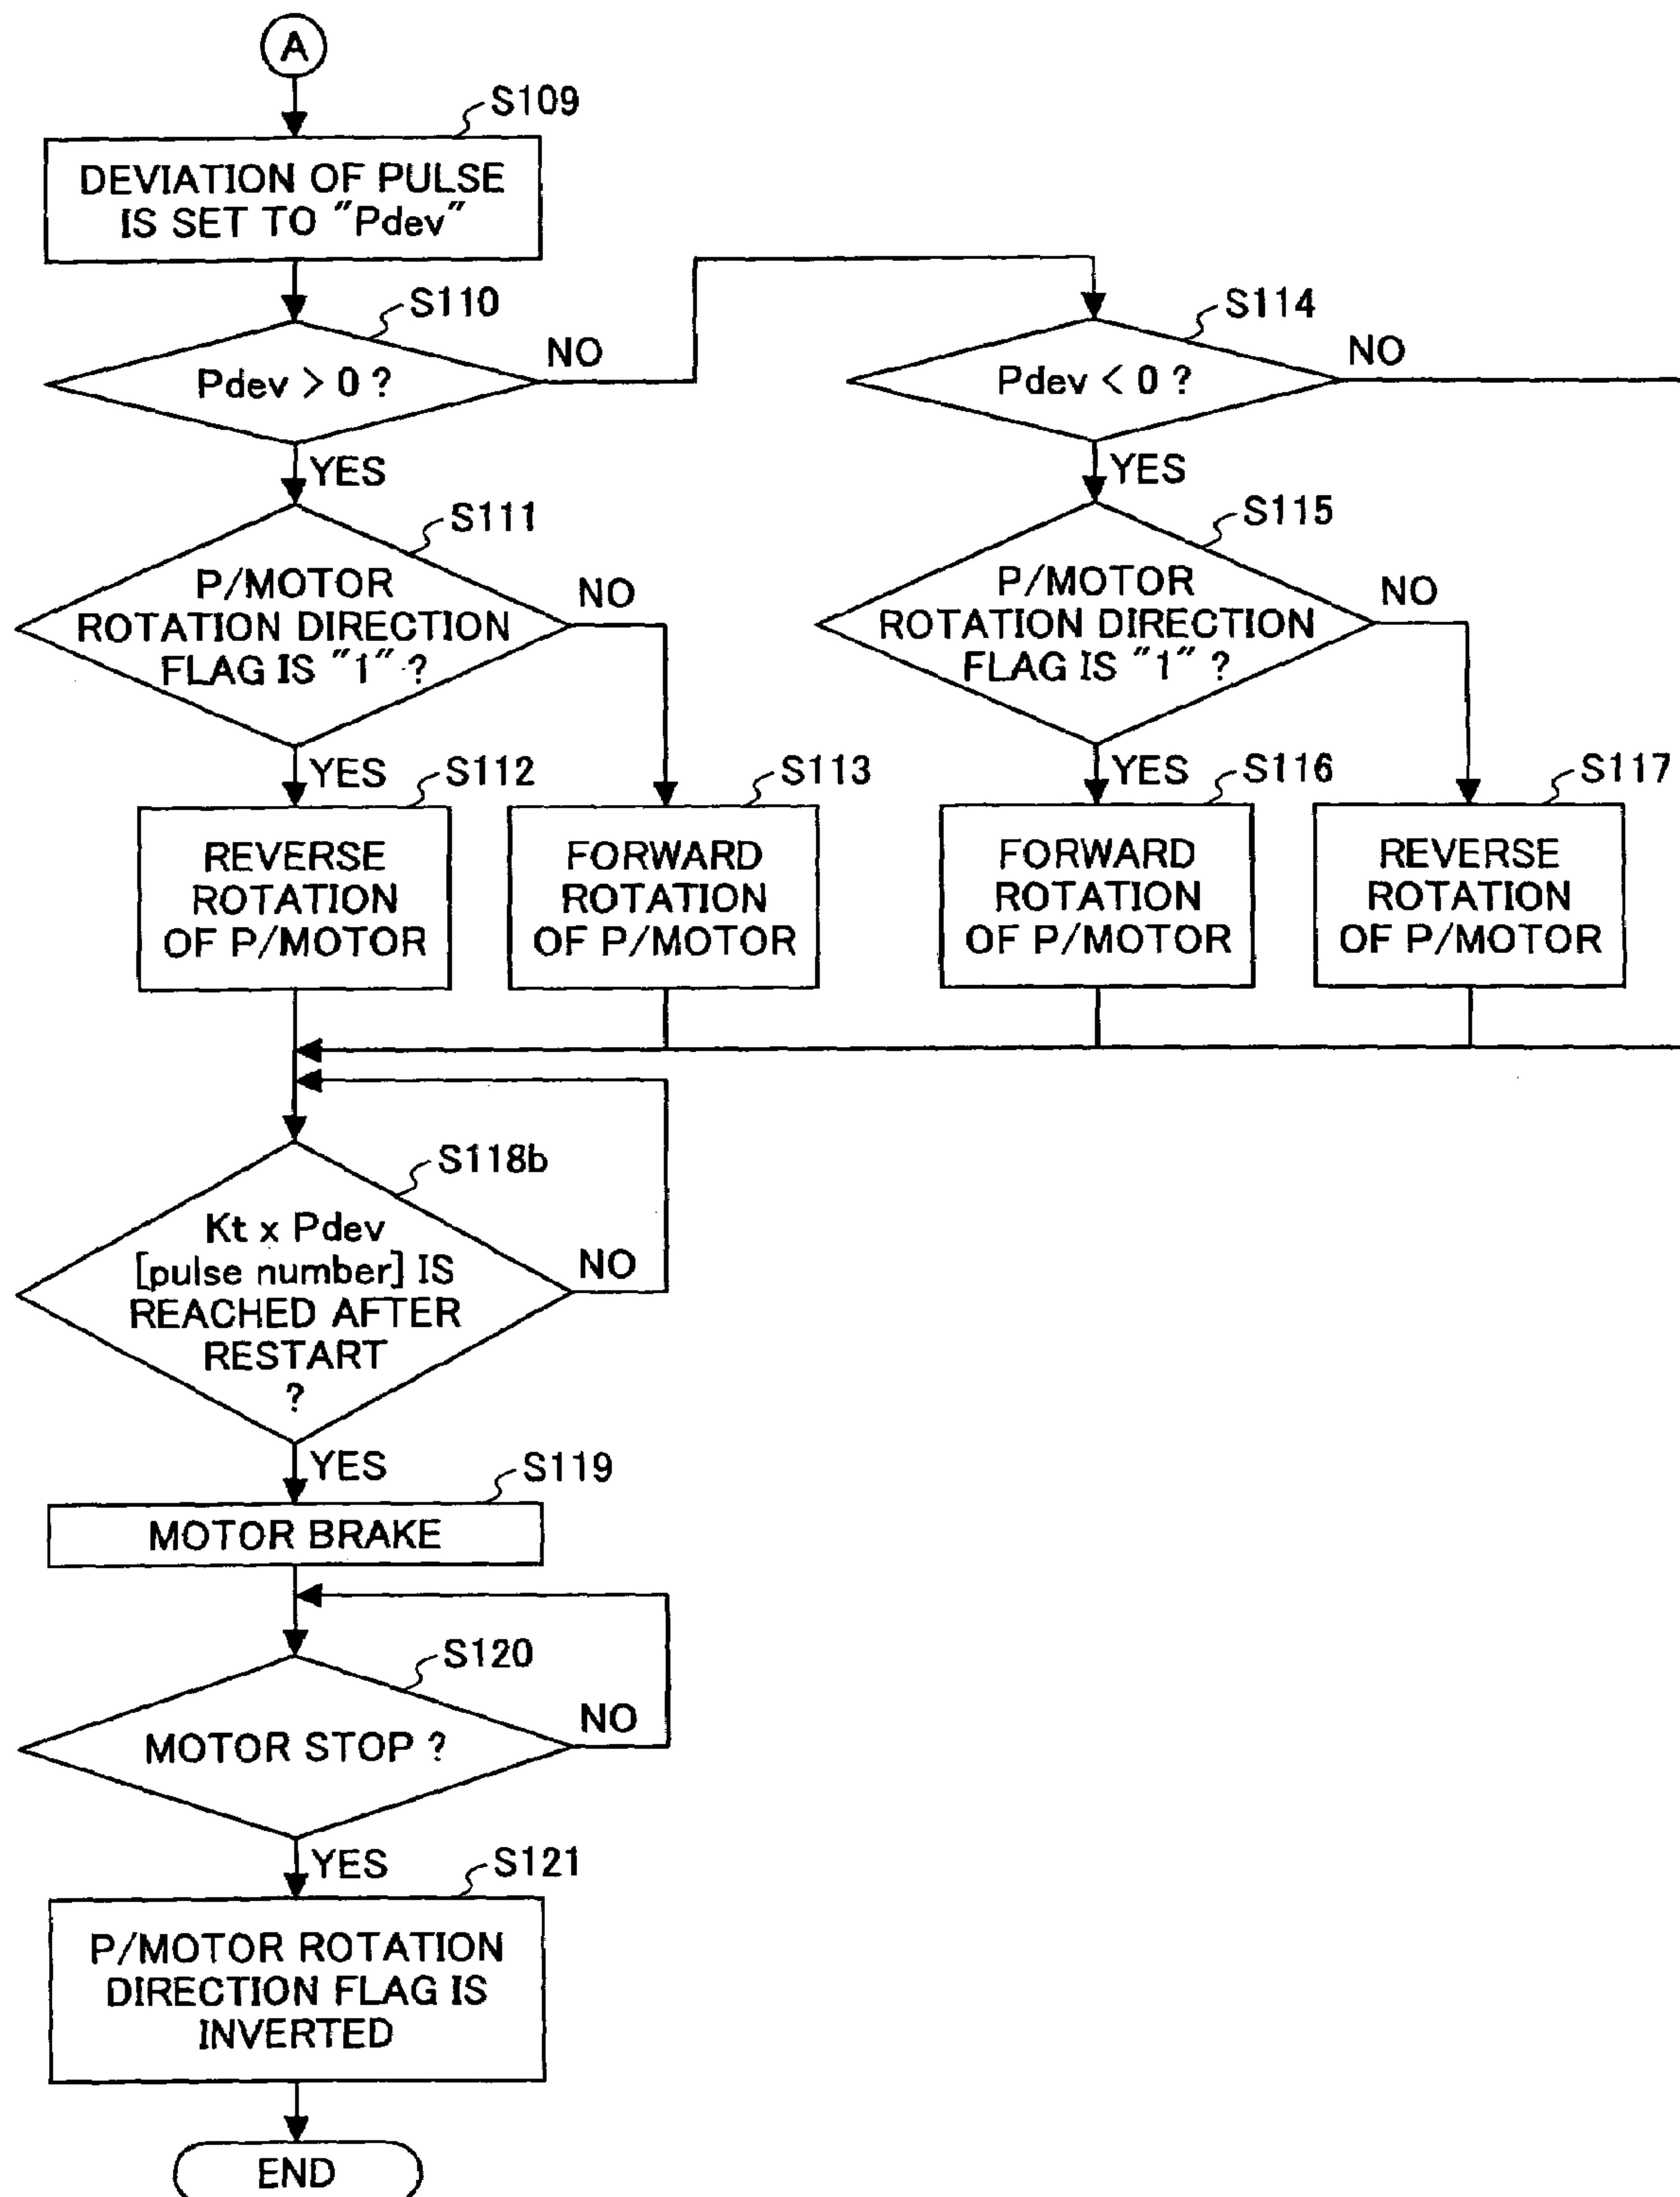 A
S109
DEVIATION OF PULSE
IS SET TO "Pdev"
S110
Pdev > 0 ?
NO
YES
S114
Pdev < 0 ?
NO
YES
S111
P/MOTOR
ROTATION DIRECTION
FLAG IS "1" ?
NO
YES
S115
P/MOTOR
ROTATION DIRECTION
FLAG IS "1" ?
NO
YES
S112
REVERSE
ROTATION
OF P/MOTOR
S113
FORWARD
ROTATION
OF P/MOTOR
S116
FORWARD
ROTATION
OF P/MOTOR
S117
REVERSE
ROTATION
OF P/MOTOR
S118b
Kt x Pdev
[pulse number] IS
REACHED AFTER
RESTART
?
NO
YES
S119
MOTOR BRAKE
S120
MOTOR STOP ?
NO
YES
S121
P/MOTOR ROTATION
DIRECTION FLAG IS
INVERTED
END